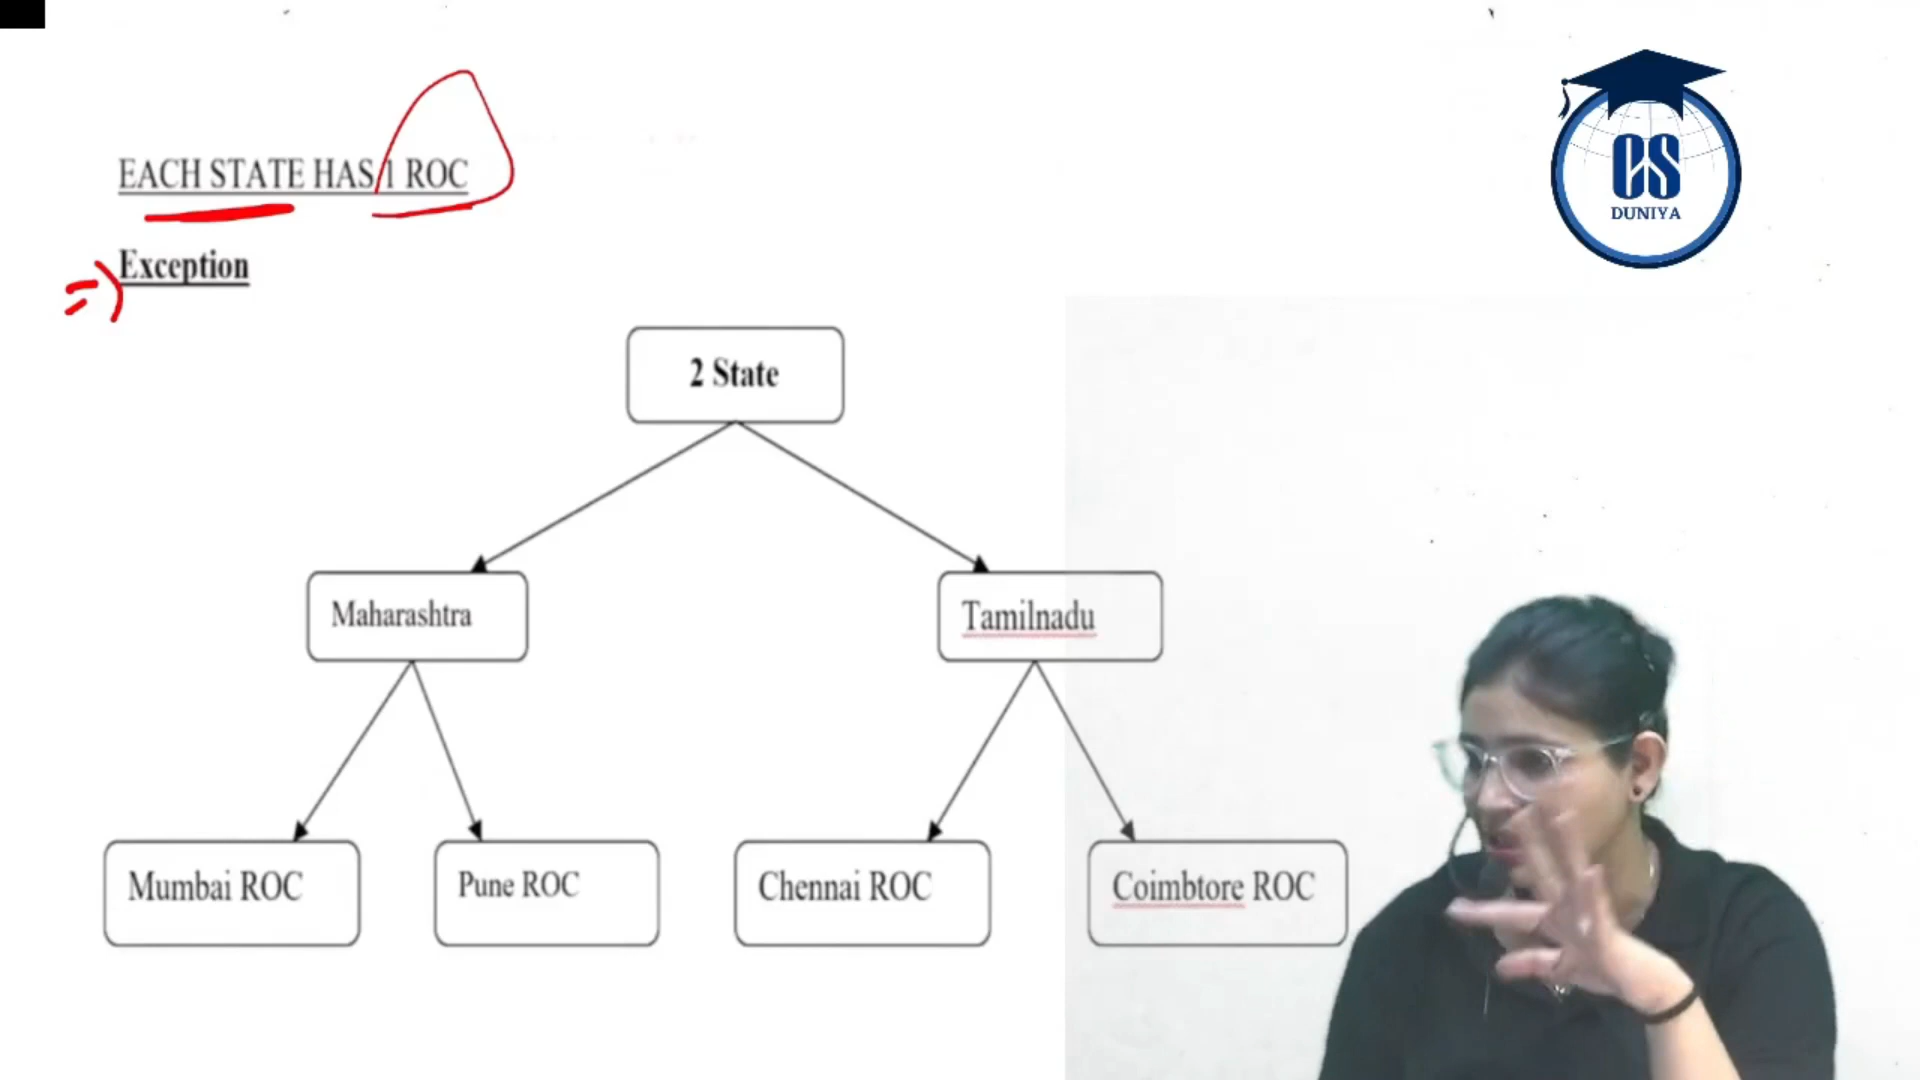 CS
DUNIYA
EACH STATE HAS 1 ROC
Exception
2 State
Maharashtra
Tamilnadu
Mumbai ROC
Pune ROC
Chennai ROC
Coimbtore ROC